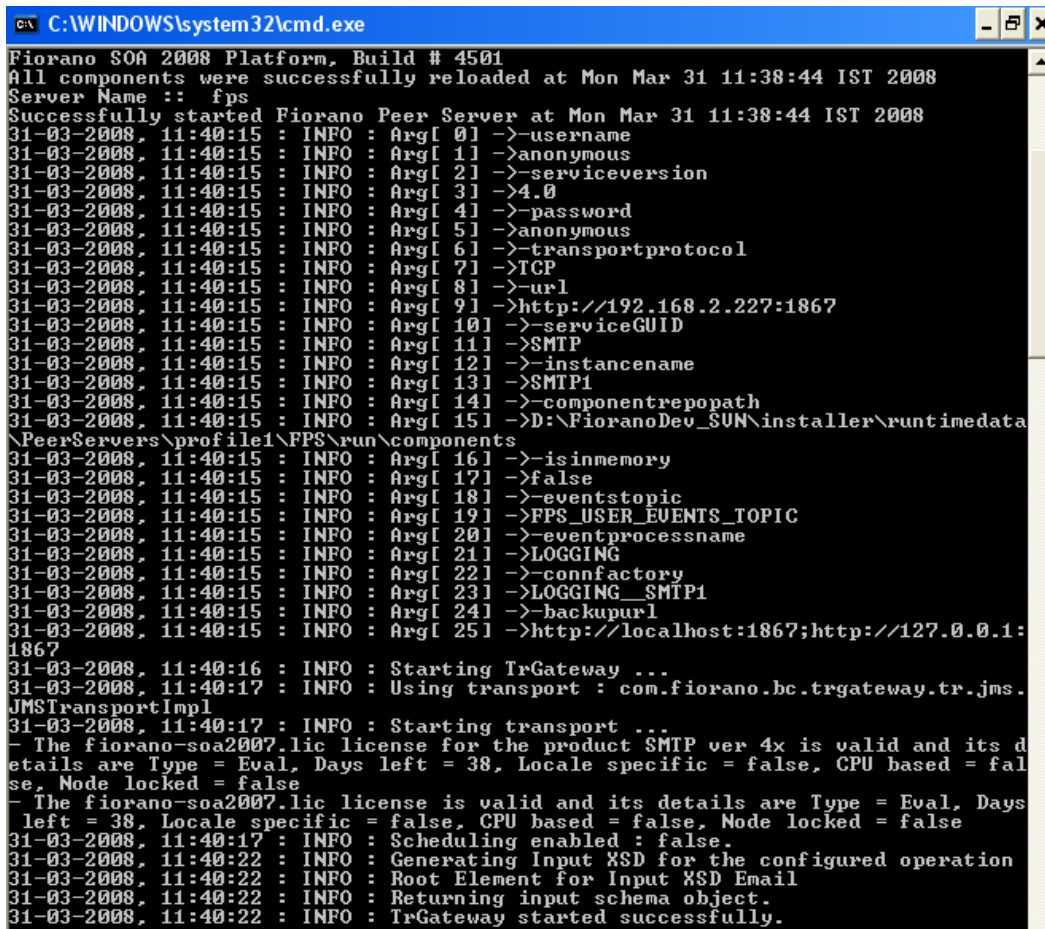 C:\WINDOWS\system32\cmd.exe
Fiorano SOA 2008 Platform, Build # 4501
All components were successfully reloaded at Mon Mar 31 11:38:44 IST 2008
Server Name ::  fps
Successfully started Fiorano Peer Server at Mon Mar 31 11:38:44 IST 2008
31-03-2008, 11:40:15 : INFO : Arg[ 0] ->-username
31-03-2008, 11:40:15 : INFO : Arg[ 1] ->anonymous
31-03-2008, 11:40:15 : INFO : Arg[ 2] ->-serviceversion
31-03-2008, 11:40:15 : INFO : Arg[ 3] ->4.0
31-03-2008, 11:40:15 : INFO : Arg[ 4] ->-password
31-03-2008, 11:40:15 : INFO : Arg[ 5] ->anonymous
31-03-2008, 11:40:15 : INFO : Arg[ 6] ->-transportprotocol
31-03-2008, 11:40:15 : INFO : Arg[ 7] ->TCP
31-03-2008, 11:40:15 : INFO : Arg[ 8] ->-url
31-03-2008, 11:40:15 : INFO : Arg[ 9] ->http://192.168.2.227:1867
31-03-2008, 11:40:15 : INFO : Arg[ 10] ->-serviceGUID
31-03-2008, 11:40:15 : INFO : Arg[ 11] ->SMTP
31-03-2008, 11:40:15 : INFO : Arg[ 12] ->-instancename
31-03-2008, 11:40:15 : INFO : Arg[ 13] ->SMTP1
31-03-2008, 11:40:15 : INFO : Arg[ 14] ->-componentrepopath
31-03-2008, 11:40:15 : INFO : Arg[ 15] ->D:\FioranoDev_SVN\installer\runtimedata
\PeerServers\profile1\FPS\run\components
31-03-2008, 11:40:15 : INFO : Arg[ 16] ->-isinmemory
31-03-2008, 11:40:15 : INFO : Arg[ 17] ->false
31-03-2008, 11:40:15 : INFO : Arg[ 18] ->-eventstopic
31-03-2008, 11:40:15 : INFO : Arg[ 19] ->FPS_USER_EVENTS_TOPIC
31-03-2008, 11:40:15 : INFO : Arg[ 20] ->-eventprocessname
31-03-2008, 11:40:15 : INFO : Arg[ 21] ->LOGGING
31-03-2008, 11:40:15 : INFO : Arg[ 22] ->-connfactory
31-03-2008, 11:40:15 : INFO : Arg[ 23] ->LOGGING__SMTP1
31-03-2008, 11:40:15 : INFO : Arg[ 24] ->-backupurl
31-03-2008, 11:40:15 : INFO : Arg[ 25] ->http://localhost:1867;http://127.0.0.1:
1867
31-03-2008, 11:40:16 : INFO : Starting TrGateway ...
31-03-2008, 11:40:17 : INFO : Using transport : com.fiorano.bc.trgateway.tr.jms.
JMSTransportImpl
31-03-2008, 11:40:17 : INFO : Starting transport ...
- The fiorano-soa2007.lic license for the product SMTP ver 4x is valid and its d
etails are Type = Eval, Days left = 38, Locale specific = false, CPU based = fal
se, Node locked = false
- The fiorano-soa2007.lic license is valid and its details are Type = Eval, Days
 left = 38, Locale specific = false, CPU based = false, Node locked = false
31-03-2008, 11:40:17 : INFO : Scheduling enabled : false.
31-03-2008, 11:40:22 : INFO : Generating Input XSD for the configured operation
31-03-2008, 11:40:22 : INFO : Root Element for Input XSD Email
31-03-2008, 11:40:22 : INFO : Returning input schema object.
31-03-2008, 11:40:22 : INFO : TrGateway started successfully.